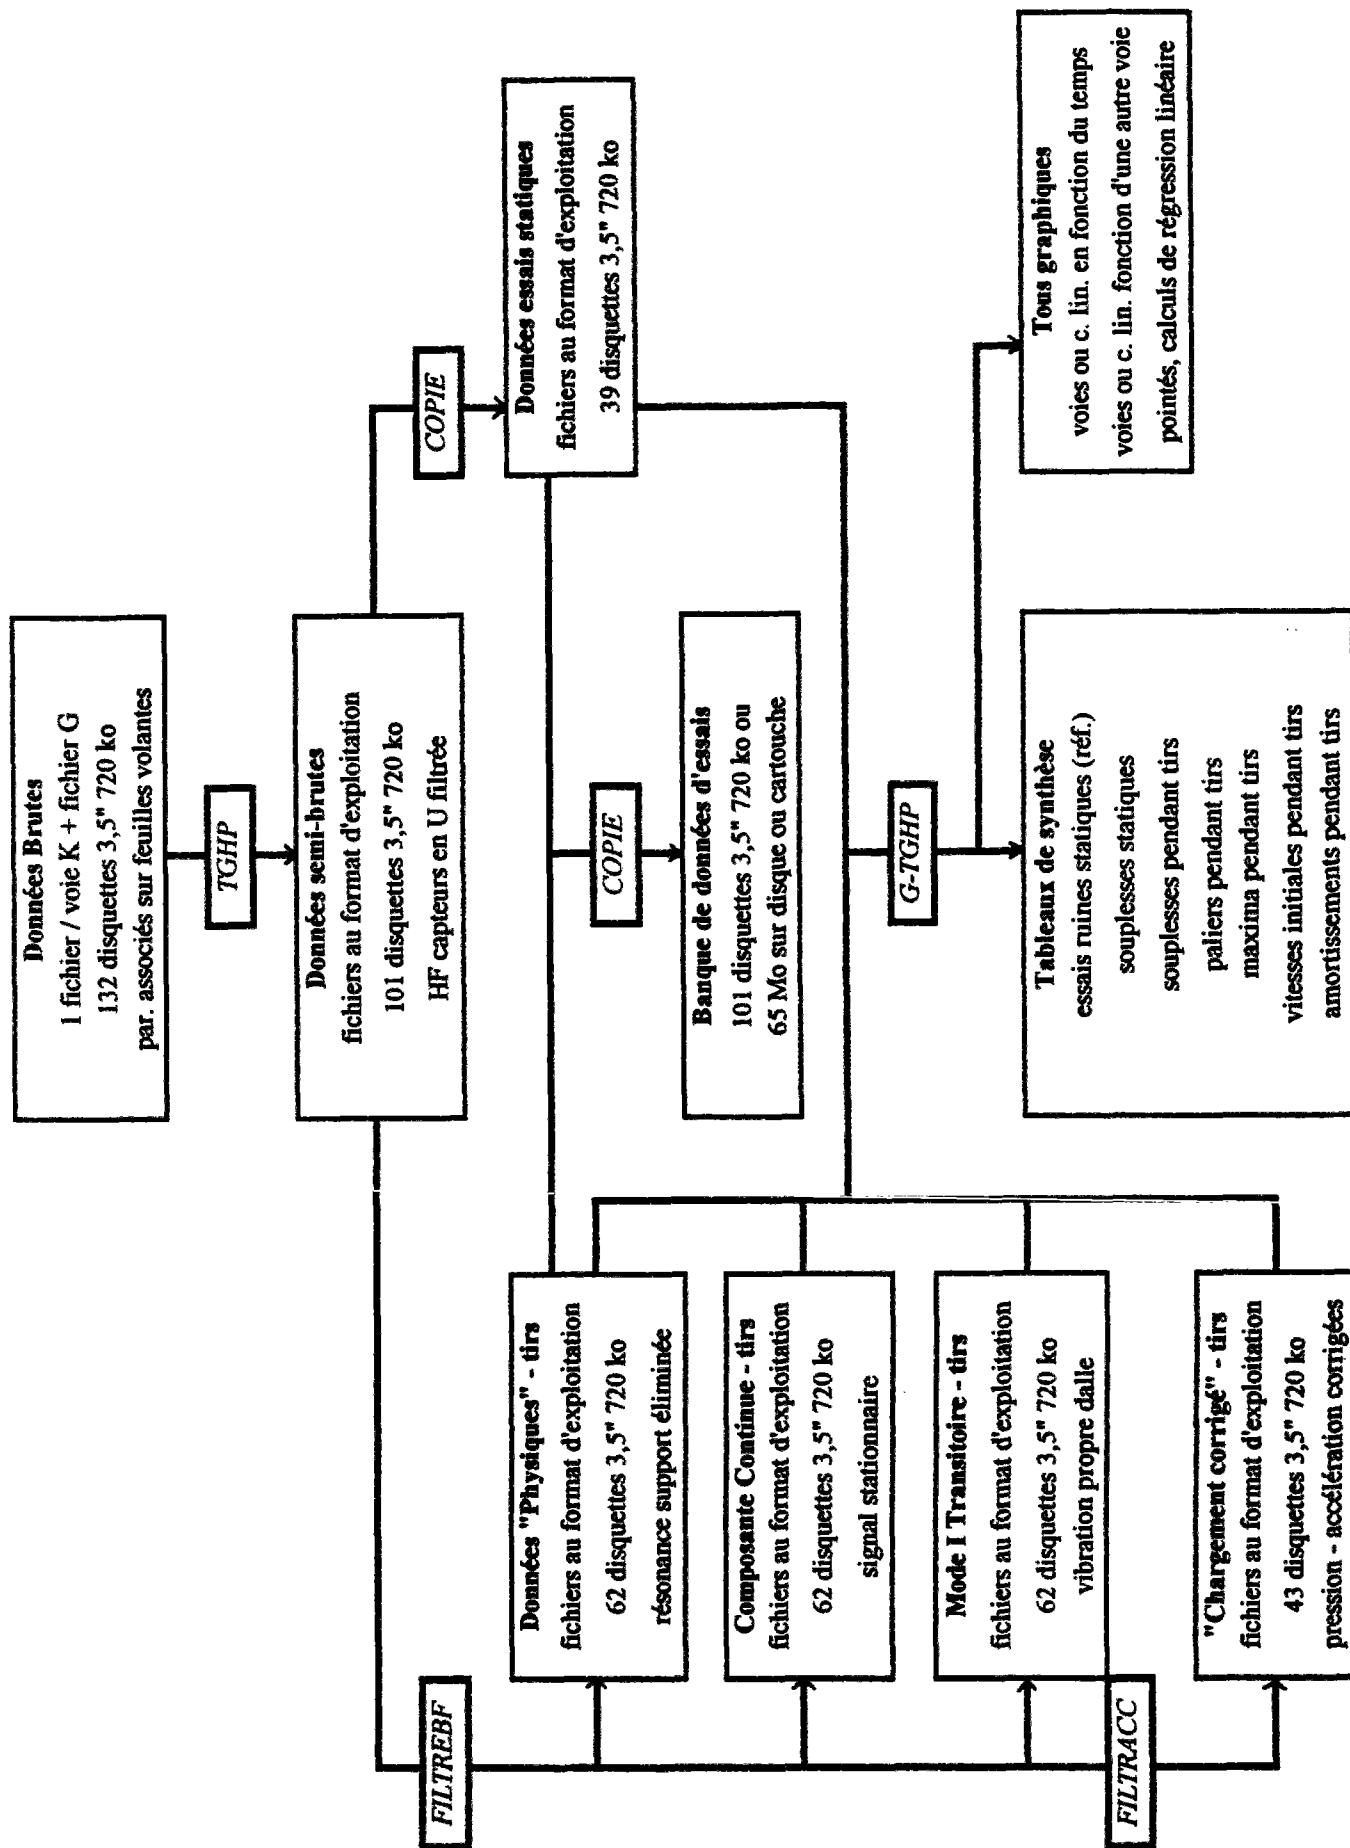 Données Brutes
1 fichier / voie K + fichier G
132 disquettes 3,5" 720 ko
par. associés sur feuilles volantes
TGHP
Données semi-brutes
fichiers au format d'exploitation
101 disquettes 3,5" 720 ko
HF capteurs en U filtrée
FILTREBF
COPIE
Données "Physiques" - tirs
fichiers au format d'exploitation
62 disquettes 3,5" 720 ko
résonance support éliminée
Données essais statiques
fichiers au format d'exploitation
39 disquettes 3,5" 720 ko
COPIE
Composante Continue - tirs
fichiers au format d'exploitation
62 disquettes 3,5" 720 ko
signal stationnaire
Banque de données d'essais
101 disquettes 3,5" 720 ko ou
65 Mo sur disque ou cartouche
Mode I Transitoire - tirs
fichiers au format d'exploitation
62 disquettes 3,5" 720 ko
vibration propre dalle
G-TGHP
FILTRACC
"Chargement corrigé" - tirs
fichiers au format d'exploitation
43 disquettes 3,5" 720 ko
pression - accélération corrigées
Tableaux de synthèse
essais ruines statiques (réf.)
souplesses statiques
souplesses pendant tirs
paliers pendant tirs
maxima pendant tirs
vitesses initiales pendant tirs
amortissements pendant tirs
Tous graphiques
voies ou c. lin. en fonction du temps
voies ou c. lin. fonction d'une autre voie
pointés, calculs de régression linéaire